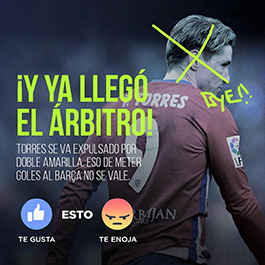 BYE!!
¡Y YA LLEGÓ
EL ÁRBITRO!
F. TORRES
TORRES SE VA EXPULSADO POR
DOBLE AMARILLA. ESO DE METER
GOLES AL BARÇA NO SE VALE.
ESTO
TE GUSTA
TE ENOJA